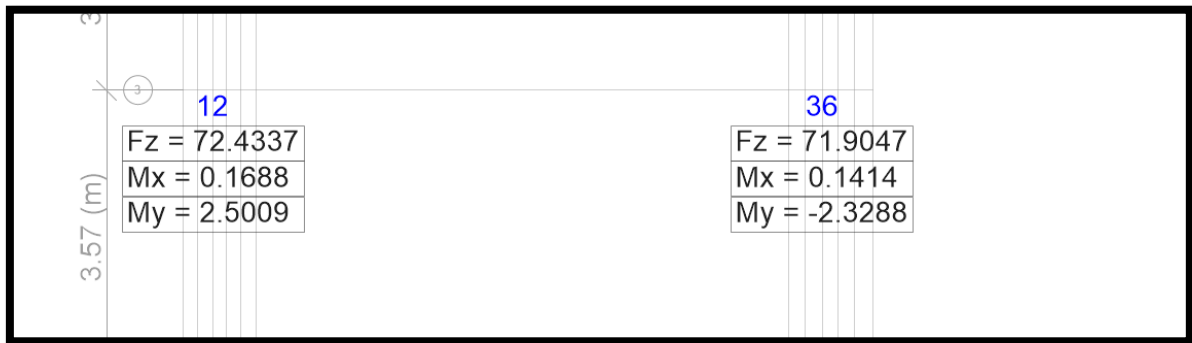 3
3
12
36
Fz = 72.4337
Fz = 71.9047
Mx = 0.1688
Mx = 0.1414
My = 2.5009
My = -2.3288
3.57 (m)